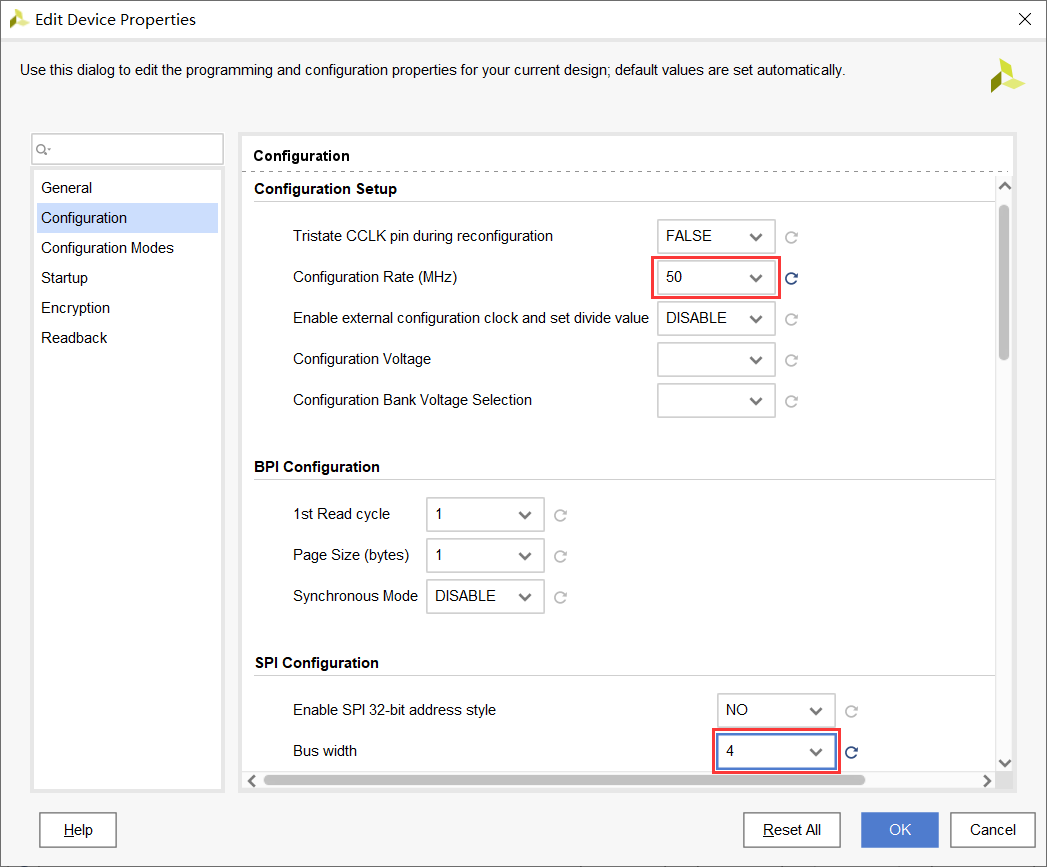 Edit Device Properties
Use this dialog to edit the programming and configuration properties for your current design; default values are set automatically.
General
Configuration
Configuration Modes
Startup
Encryption
Readback
Configuration
Configuration Setup
Tristate CCLK pin during reconfiguration FALSE
Configuration Rate (MHz) 50
Enable external configuration clock and set divide value DISABLE
Configuration Voltage
Configuration Bank Voltage Selection
BPI Configuration
1st Read cycle 1
Page Size (bytes) 1
Synchronous Mode DISABLE
SPI Configuration
Enable SPI 32-bit address style NO
Bus width 4
Help Reset All OK Cancel